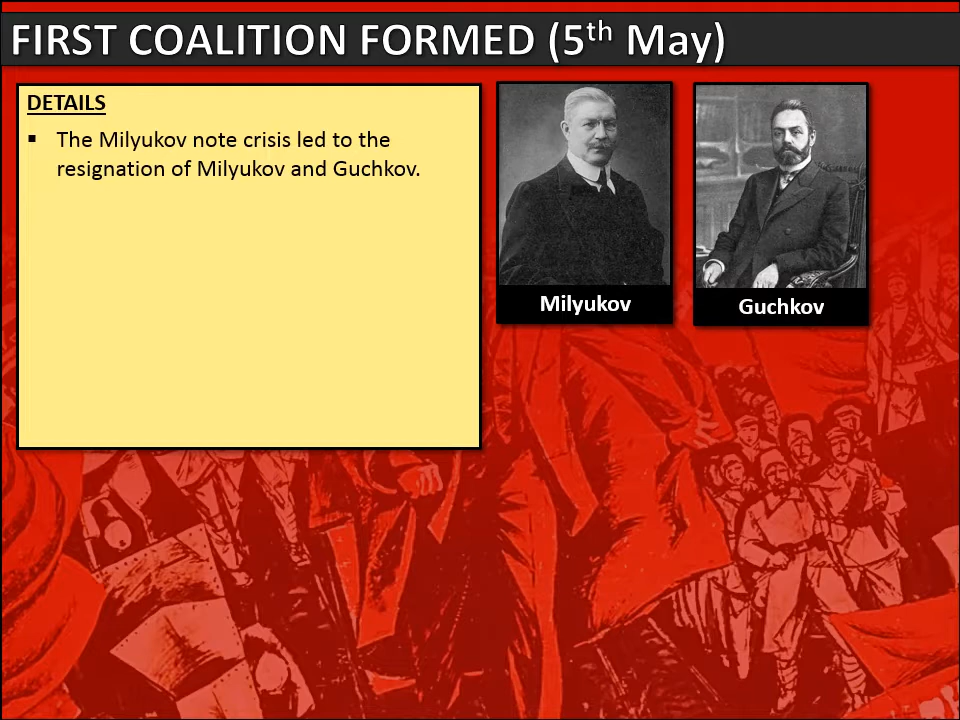 FIRST COALITION FORMED (5th May)
DETAILS
▪ The Milyukov note crisis led to the
resignation of Milyukov and Guchkov.
Milyukov
Guchkov